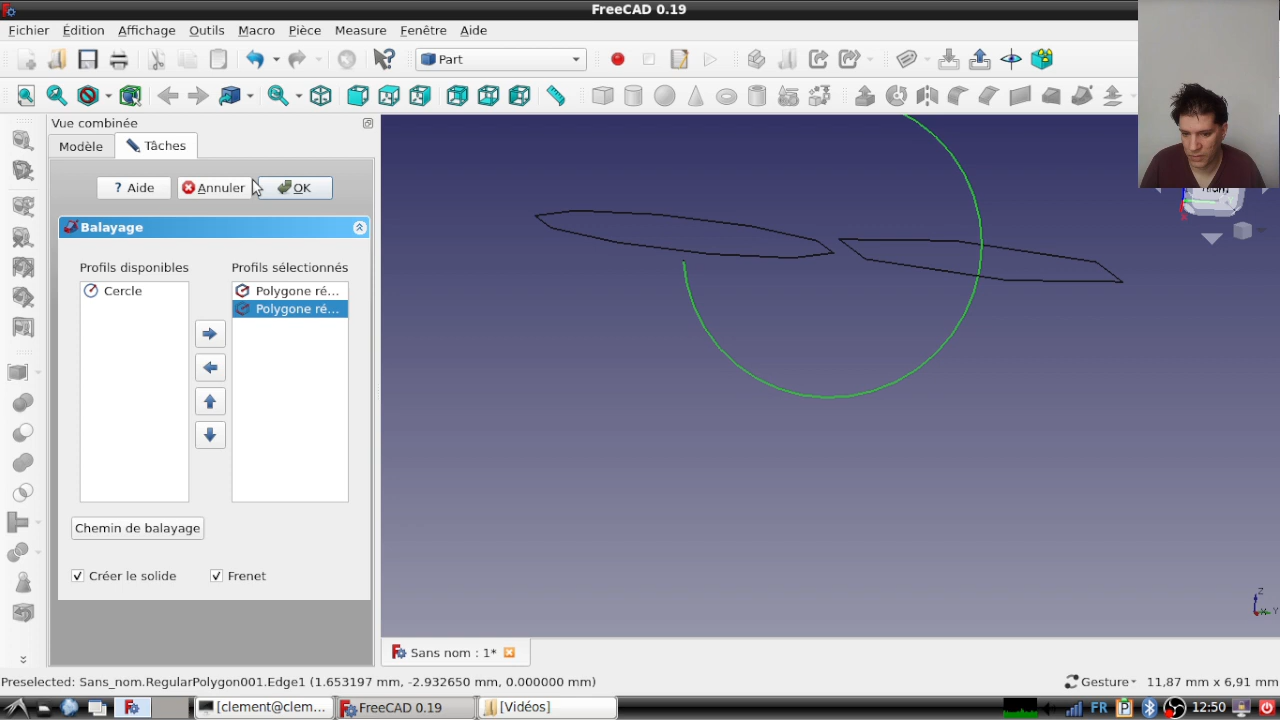 FreeCAD 0.19
Fichier Édition Affichage Outils Macro Pièce Measure Fenêtre Aide
Part
Vue combinée
Modèle Tâches
? Aide Annuler OK
Balayage
Profils disponibles Profils sélectionnés
Cercle Polygone ré...
Polygone ré...
Chemin de balayage
Créer le solide Frenet
Z
Y
Sans nom : 1*
Preselected: Sans_nom.RegularPolygon001.Edge1 (1.653197 mm, -2.932650 mm, 0.000000 mm) Gesture 11,87 mm x 6,91 mm
[clement@clem... FreeCAD 0.19 [Vidéos] FR P 12:50